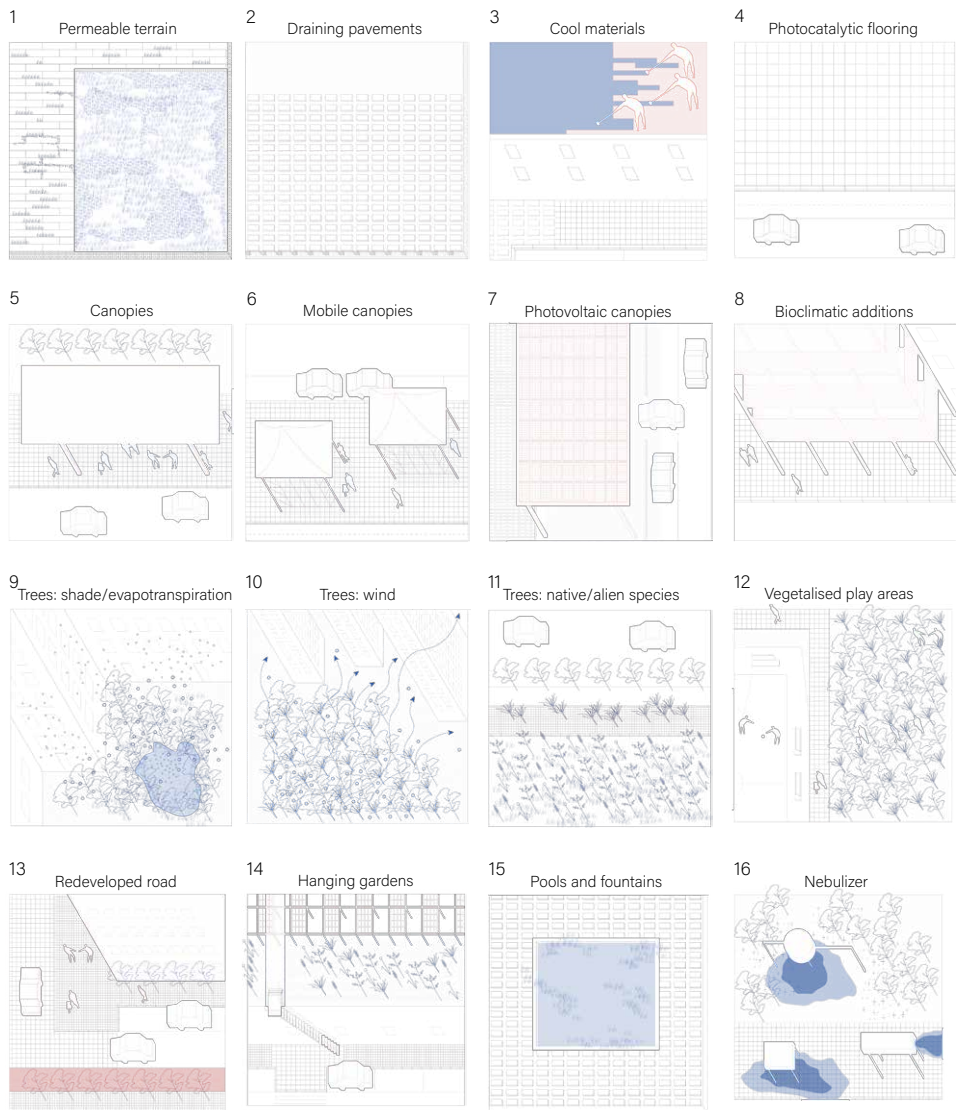 1
Permeable terrain
2
Draining pavements
3
Cool materials
4
Photocatalytic flooring
5
Canopies
6
Mobile canopies
7
Photovoltaic canopies
8
Bioclimatic additions
9
Trees: shade/evapotranspiration
10
Trees: wind
11
Trees: native/alien species
12
Vegetalised play areas
13
Redeveloped road
14
Hanging gardens
15
Pools and fountains
16
Nebulizer